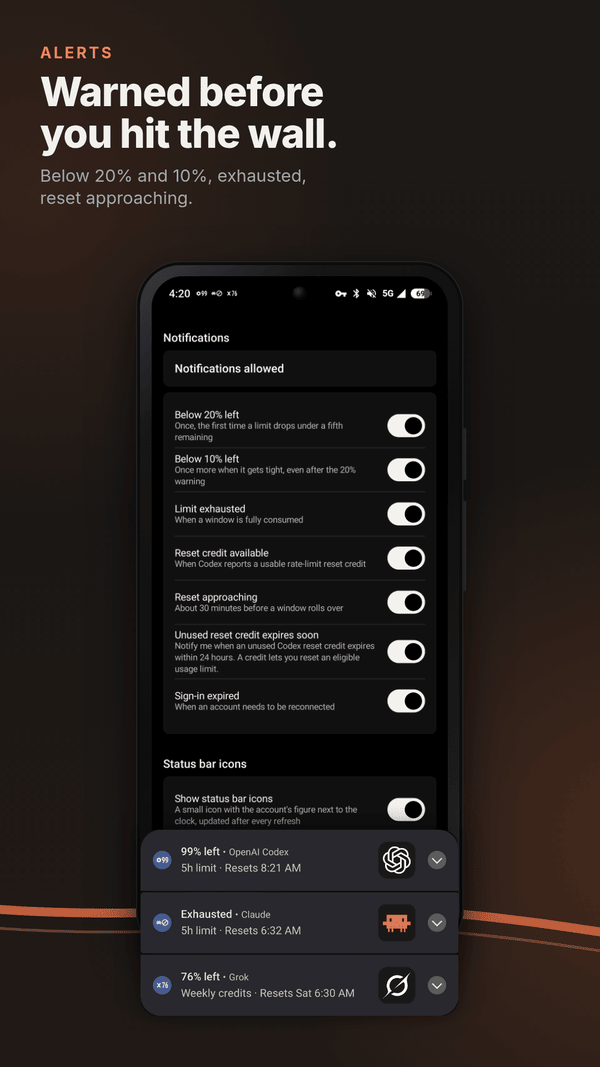 ALERTS
Warned before
you hit the wall.
Below 20% and 10%, exhausted,
reset approaching.
4:20 99 76 5G 69
Notifications
Notifications allowed
Below 20% left
Once, the first time a limit drops under a fifth
remaining
Below 10% left
Once more when it gets tight, even after the 20%
warning
Limit exhausted
When a window is fully consumed
Reset credit available
When Codex reports a usable rate-limit reset credit
Reset approaching
About 30 minutes before a window rolls over
Unused reset credit expires soon
Notify me when an unused Codex reset credit expires
within 24 hours. A credit lets you reset an eligible
usage limit.
Sign-in expired
When an account needs to be reconnected
Status bar icons
Show status bar icons
A small icon with the account's figure next to the
clock, updated after every refresh
99
99% left • OpenAI Codex
5h limit · Resets 8:21 AM
Exhausted • Claude
5h limit · Resets 6:32 AM
X76
76% left • Grok
Weekly credits · Resets Sat 6:30 AM